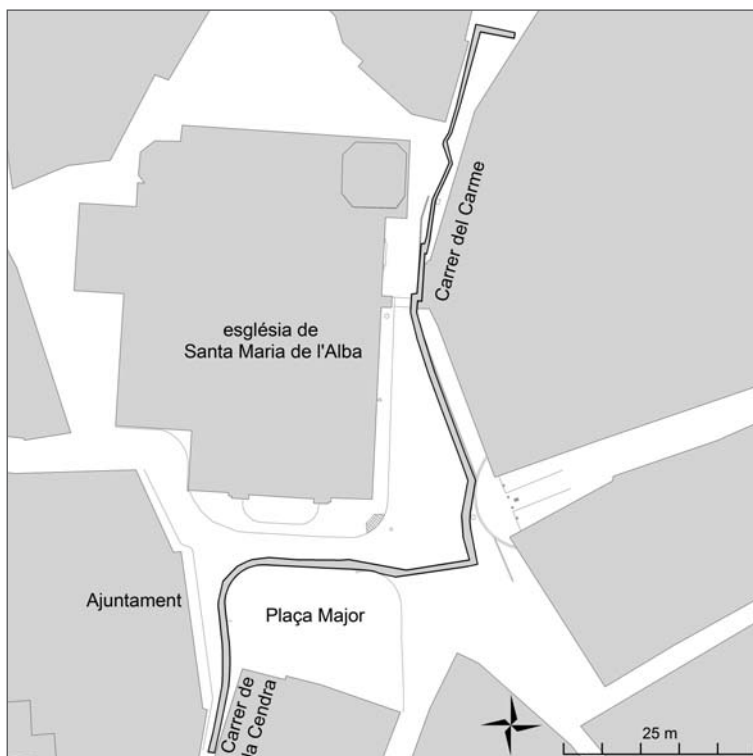 Carrer del Carme
església de
Santa Maria de l'Alba
Ajuntament
Plaça Major
Carrer de
la Cendra
25 m